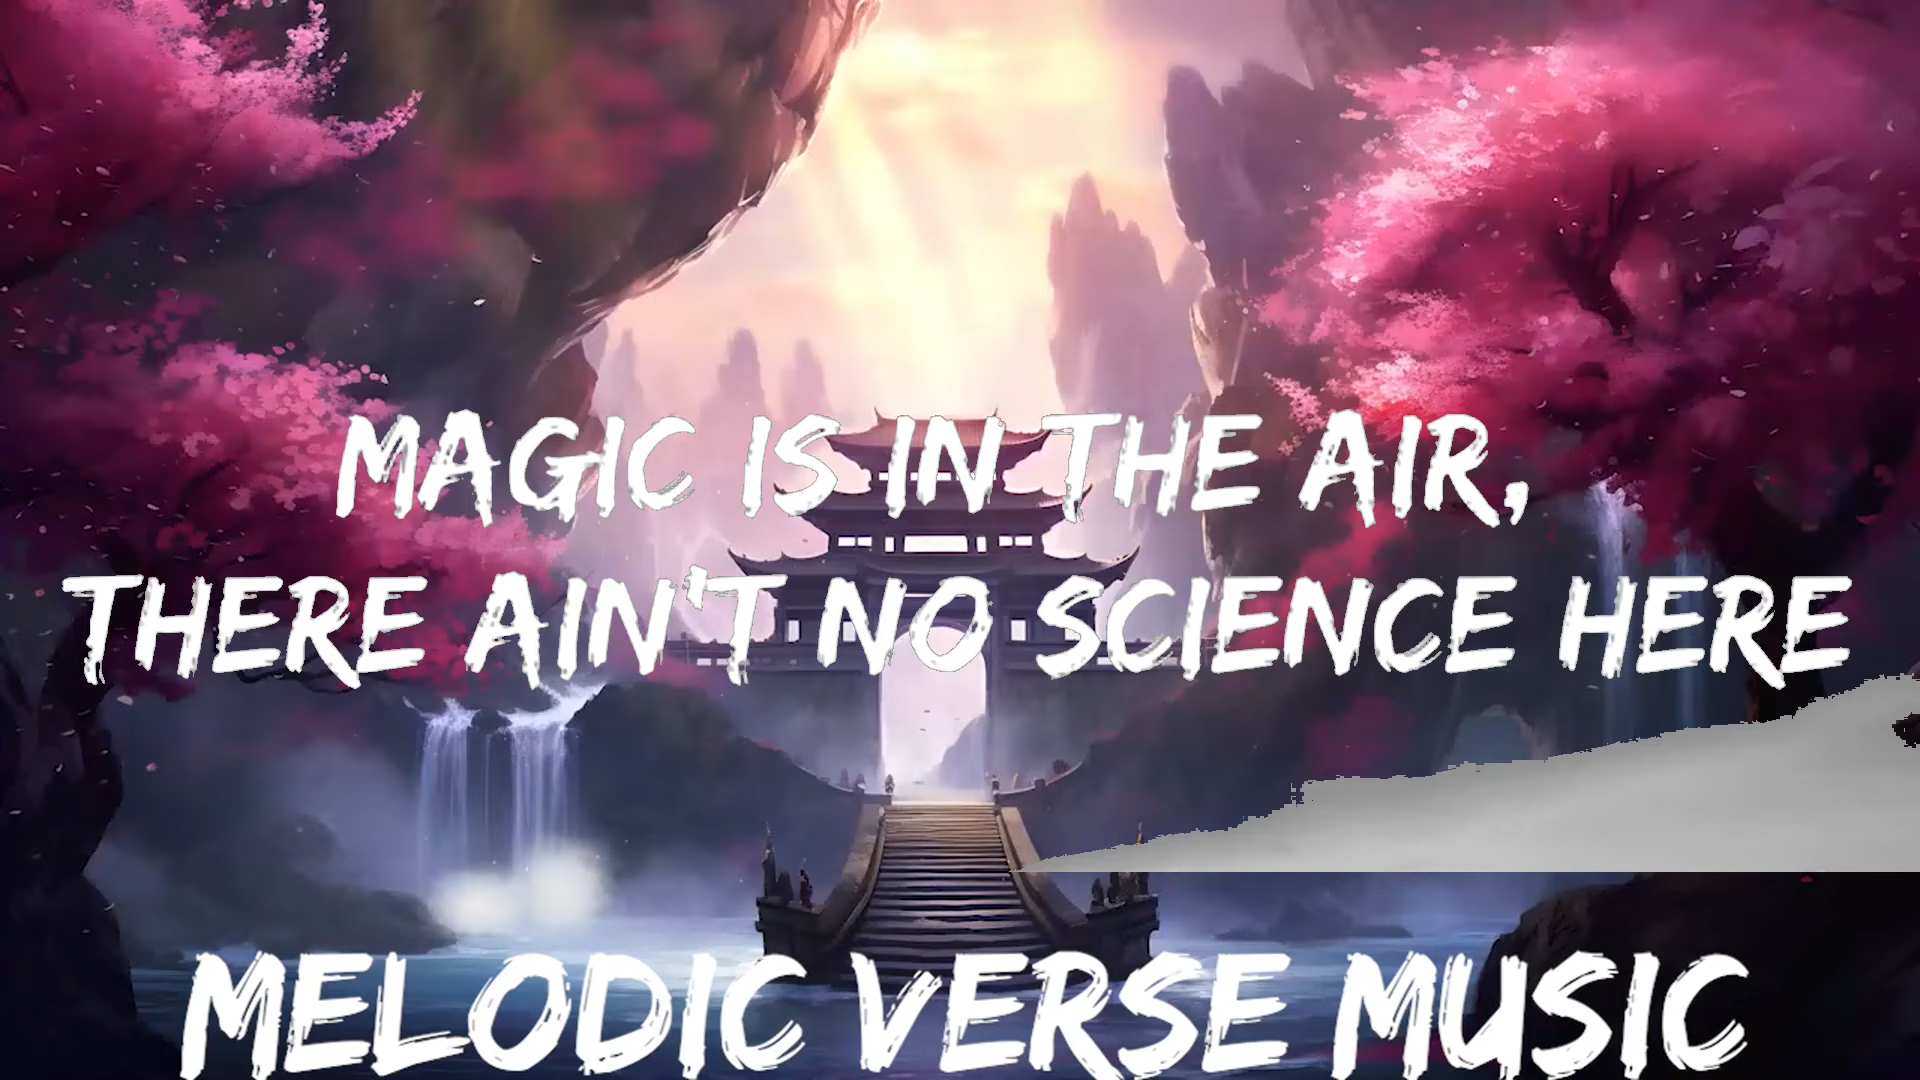 MAGIC IS IN THE AIR,
THERE AIN'T NO SCIENCE HERE
MELODIC VERSE MUSIC